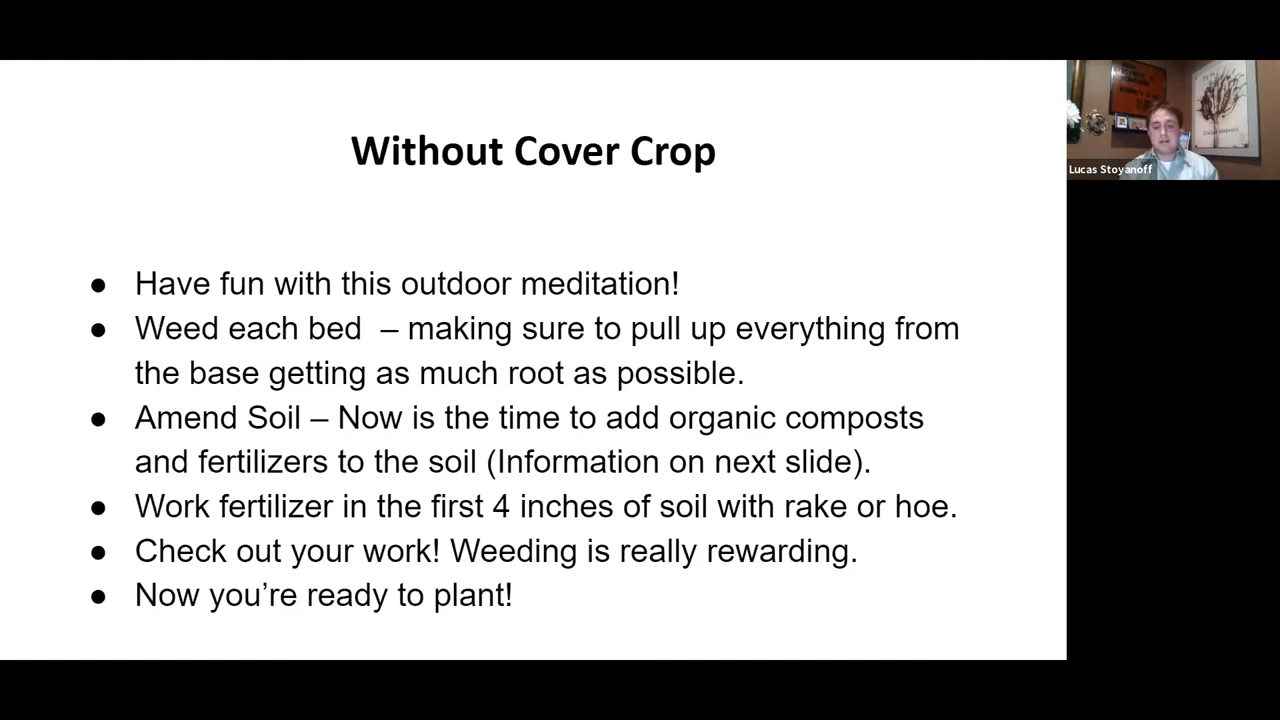 Without Cover Crop
● Have fun with this outdoor meditation!
● Weed each bed – making sure to pull up everything from
the base getting as much root as possible.
● Amend Soil – Now is the time to add organic composts
and fertilizers to the soil (Information on next slide).
● Work fertilizer in the first 4 inches of soil with rake or hoe.
● Check out your work! Weeding is really rewarding.
● Now you’re ready to plant!
Lucas Stoyanoff